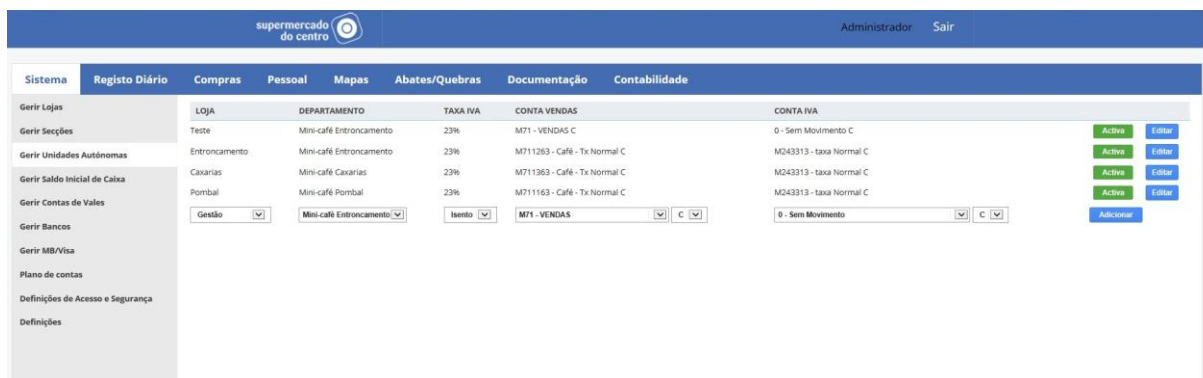 supermercado
do centro
Administrador Sair
Sistema Registo Diário Compras Pessoal Mapas Abates/Quebras Documentação Contabilidade
Gerir Lojas
Gerir Secções
Gerir Unidades Autónomas
Gerir Saldo Inicial de Caixa
Gerir Contas de Vales
Gerir Bancos
Gerir MB/Visa
Plano de contas
Definições de Acesso e Segurança
Definições
LOJA DEPARTAMENTO TAXA IVA CONTA VENDAS CONTA IVA
Teste Mini-café Entroncamento 23% M71 - VENDAS C 0 - Sem Movimento C Activa Editar
Entroncamento Mini-café Entroncamento 23% M711263 - Café - Tx Normal C M243313 - taxa Normal C Activa Editar
Caxarias Mini-café Caxarias 23% M711363 - Café - Tx Normal C M243313 - taxa Normal C Activa Editar
Pombal Mini-café Pombal 23% M711163 - Café - Tx Normal C M243313 - taxa Normal C Activa Editar
Gestão Mini-café Entroncamento Isento M71 - VENDAS C 0 - Sem Movimento C Adicionar